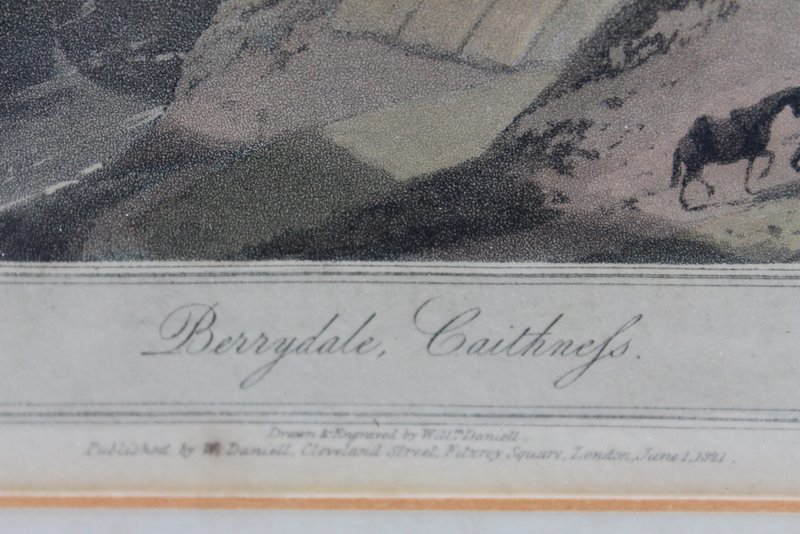 Berrydale, Caithneſs.
Drawn & Engraved by Willᵐ Daniell.
Published by W. Daniell, Cleveland Street, Fitzroy Square, London, June 1, 1821.